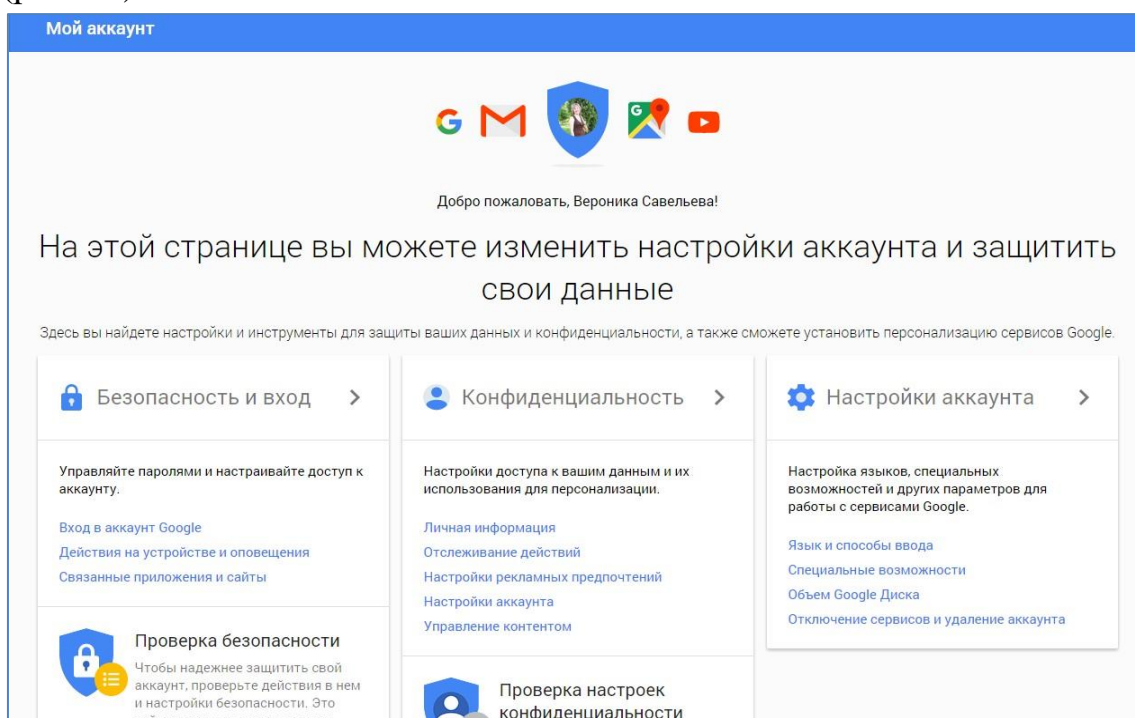 Мой аккаунт
Добро пожаловать, Вероника Савельева!
На этой странице вы можете изменить настройки аккаунта и защитить
свои данные
Здесь вы найдете настройки и инструменты для защиты ваших данных и конфиденциальности, а также сможете установить персонализацию сервисов Google.
Безопасность и вход
Управляйте паролями и настраивайте доступ к
аккаунту.
Вход в аккаунт Google
Действия на устройстве и оповещения
Связанные приложения и сайты
Проверка безопасности
Чтобы надежнее защитить свой
аккаунт, проверьте действия в нем
и настройки безопасности. Это
Конфиденциальность
Настройки доступа к вашим данным и их
использования для персонализации.
Личная информация
Отслеживание действий
Настройки рекламных предпочтений
Настройки аккаунта
Управление контентом
Проверка настроек
конфиденциальности
Настройки аккаунта
Настройка языков, специальных
возможностей и других параметров для
работы с сервисами Google.
Язык и способы ввода
Специальные возможности
Объем Google Диска
Отключение сервисов и удаление аккаунта